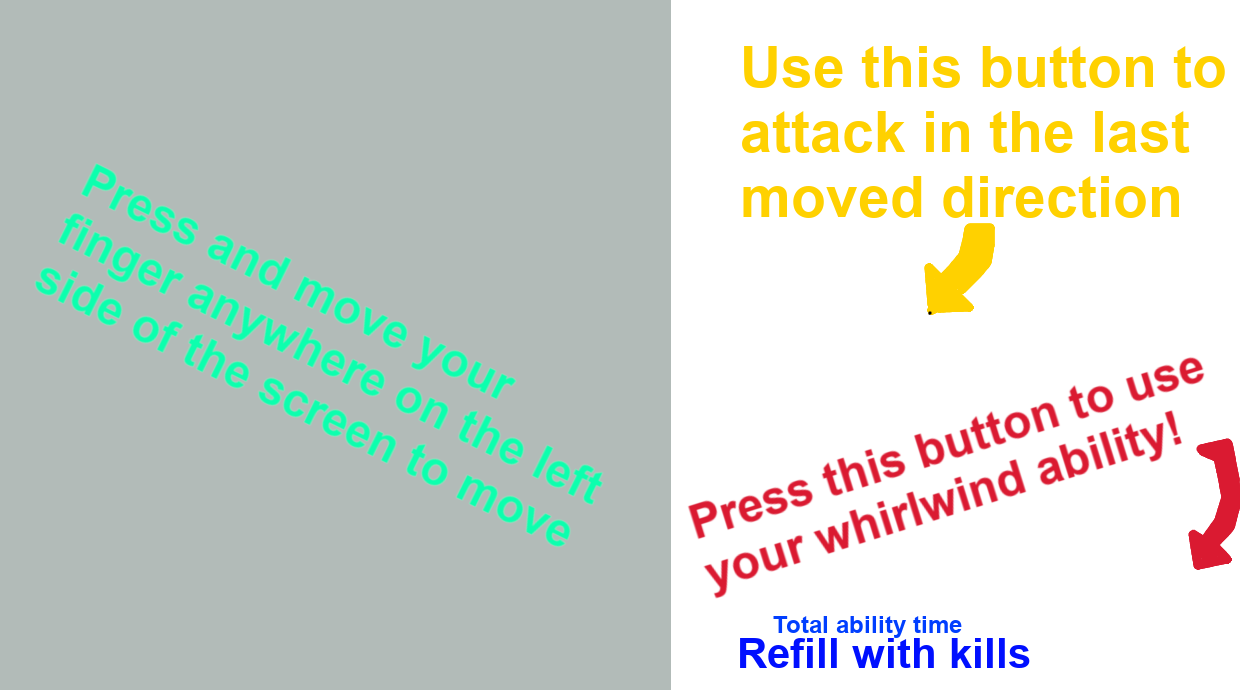 Press and move your
finger anywhere on the left
side of the screen to move
Use this button to
attack in the last
moved direction
Press this button to use
your whirlwind ability!
Total ability time
Refill with kills